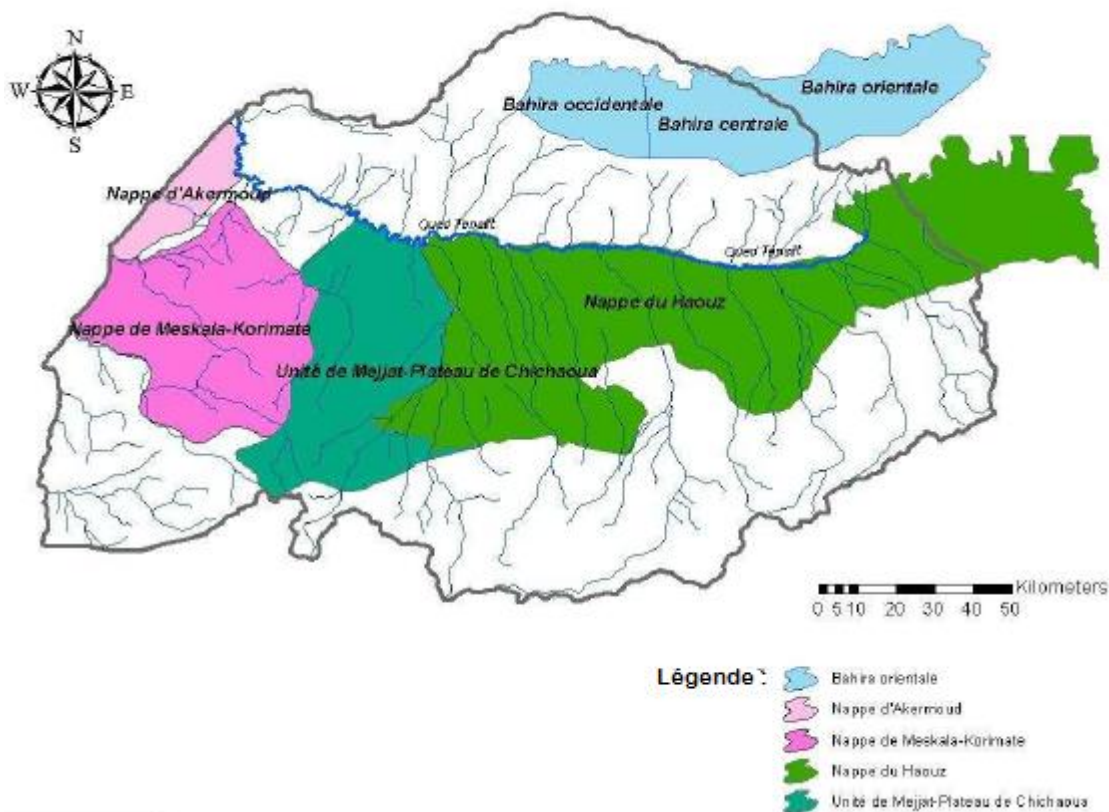 N
W E
S
Bahira orientale
Bahira occidentale
Bahira centrale
Nappe d'Akermoud
Oued Tensift
Oued Tensift
Nappe du Haouz
Nappe de Meskala-Korimate
Unité de Mejjat-Plateau de Chichaoua
Kilometers
0 5 10 20 30 40 50
Légende :
Bahira orientale
Nappe d'Akermoud
Nappe de Meskala-Korimate
Nappe du Haouz
Unité de Mejjat-Plateau de Chichaoua